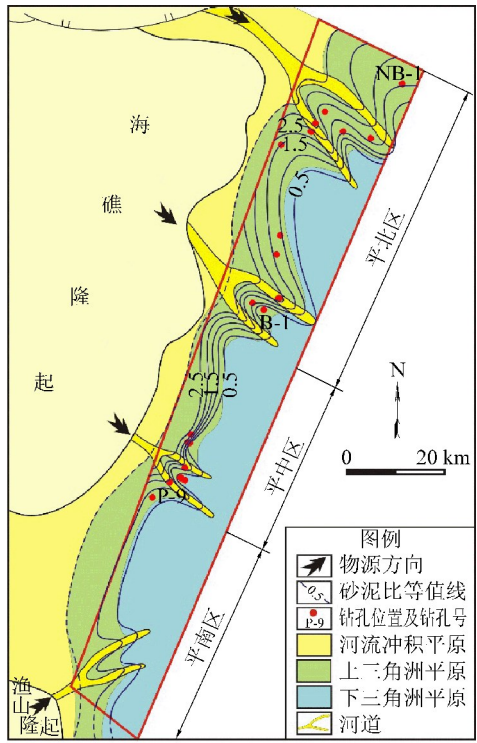 NB-1
海
礁
隆
起
2.5
1.5
0.5
平北区
B-1
2.5
1.5
0.5
N
0 20 km
平中区
P-9
平南区
渔
山
隆起
图例
物源方向
0.5 砂泥比等值线
P-9 钻孔位置及钻孔号
河流冲积平原
上三角洲平原
下三角洲平原
河道